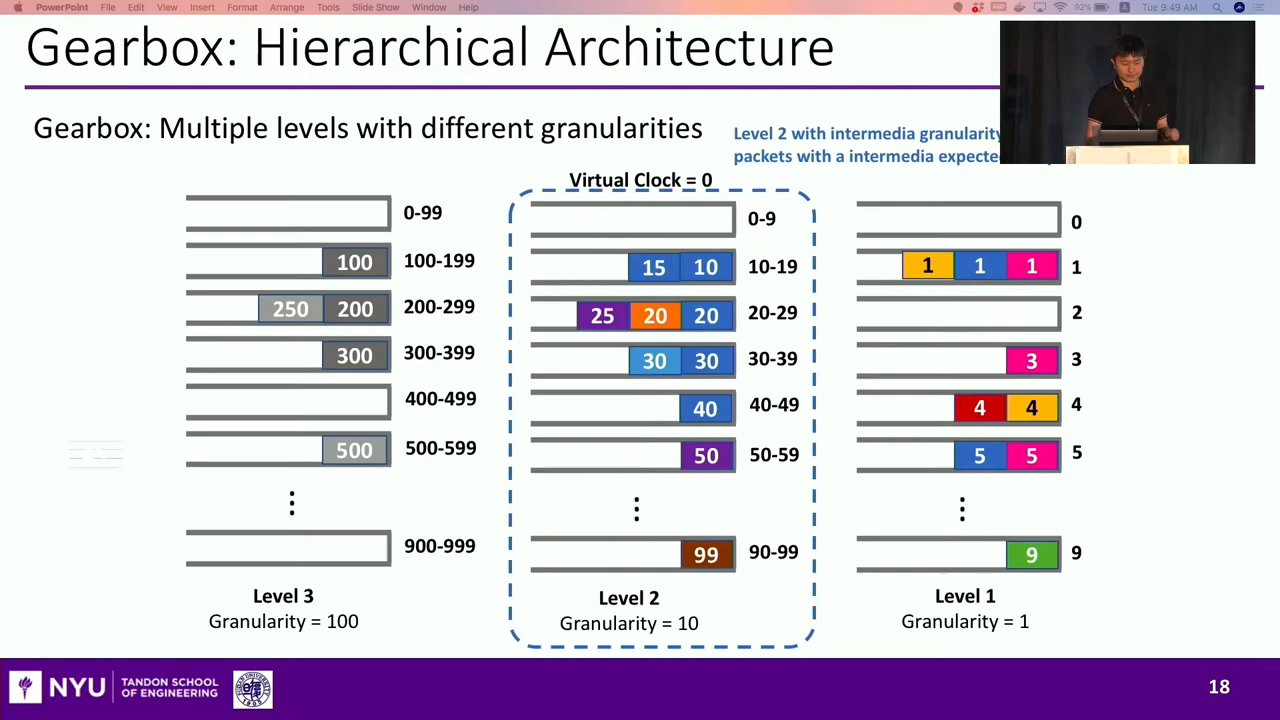 PowerPoint File Edit View Insert Format Arrange Tools Slide Show Window Help
92% Tue 9:49 AM
Gearbox: Hierarchical Architecture
Gearbox: Multiple levels with different granularities
Level 2 with intermedia granularity
packets with a intermedia expected
Virtual Clock = 0
0-99
100 100-199
250 200 200-299
300 300-399
400-499
500 500-599
900-999
Level 3
Granularity = 100
0-9
15 10 10-19
25 20 20 20-29
30 30 30-39
40 40-49
50 50-59
99 90-99
Level 2
Granularity = 10
0
1 1 1 1
2
3 3
4 4 4
5 5 5
9 9
Level 1
Granularity = 1
NYU
TANDON SCHOOL
OF ENGINEERING
18